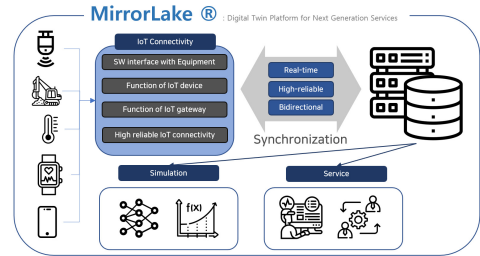 MirrorLake ® : Digital Twin Platform for Next Generation Services
IoT Connectivity
SW interface with Equipment
Function of IoT device
Function of IoT gateway
High reliable IoT connectivity
Real-time
High-reliable
Bidirectional
Synchronization
Simulation
f(X)
Service